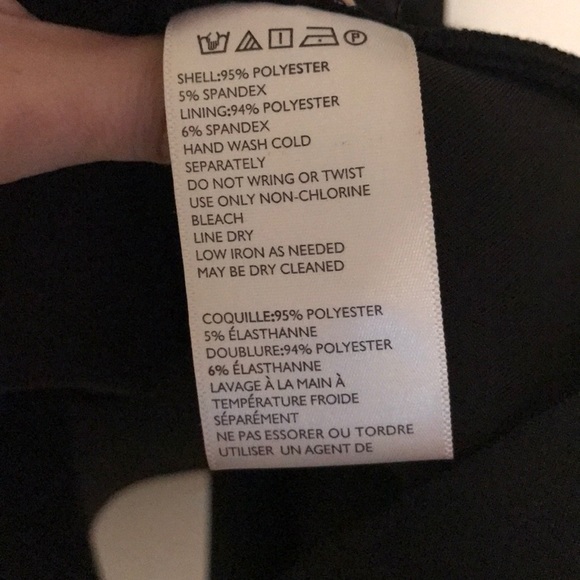 SHELL:95% POLYESTER
5% SPANDEX
LINING:94% POLYESTER
6% SPANDEX
HAND WASH COLD
SEPARATELY
DO NOT WRING OR TWIST
USE ONLY NON-CHLORINE
BLEACH
LINE DRY
LOW IRON AS NEEDED
MAY BE DRY CLEANED
COQUILLE:95% POLYESTER
5% ÉLASTHANNE
DOUBLURE:94% POLYESTER
6% ÉLASTHANNE
LAVAGE À LA MAIN À
TEMPÉRATURE FROIDE
SÉPARÉMENT
NE PAS ESSORER OU TORDRE
UTILISER UN AGENT DE